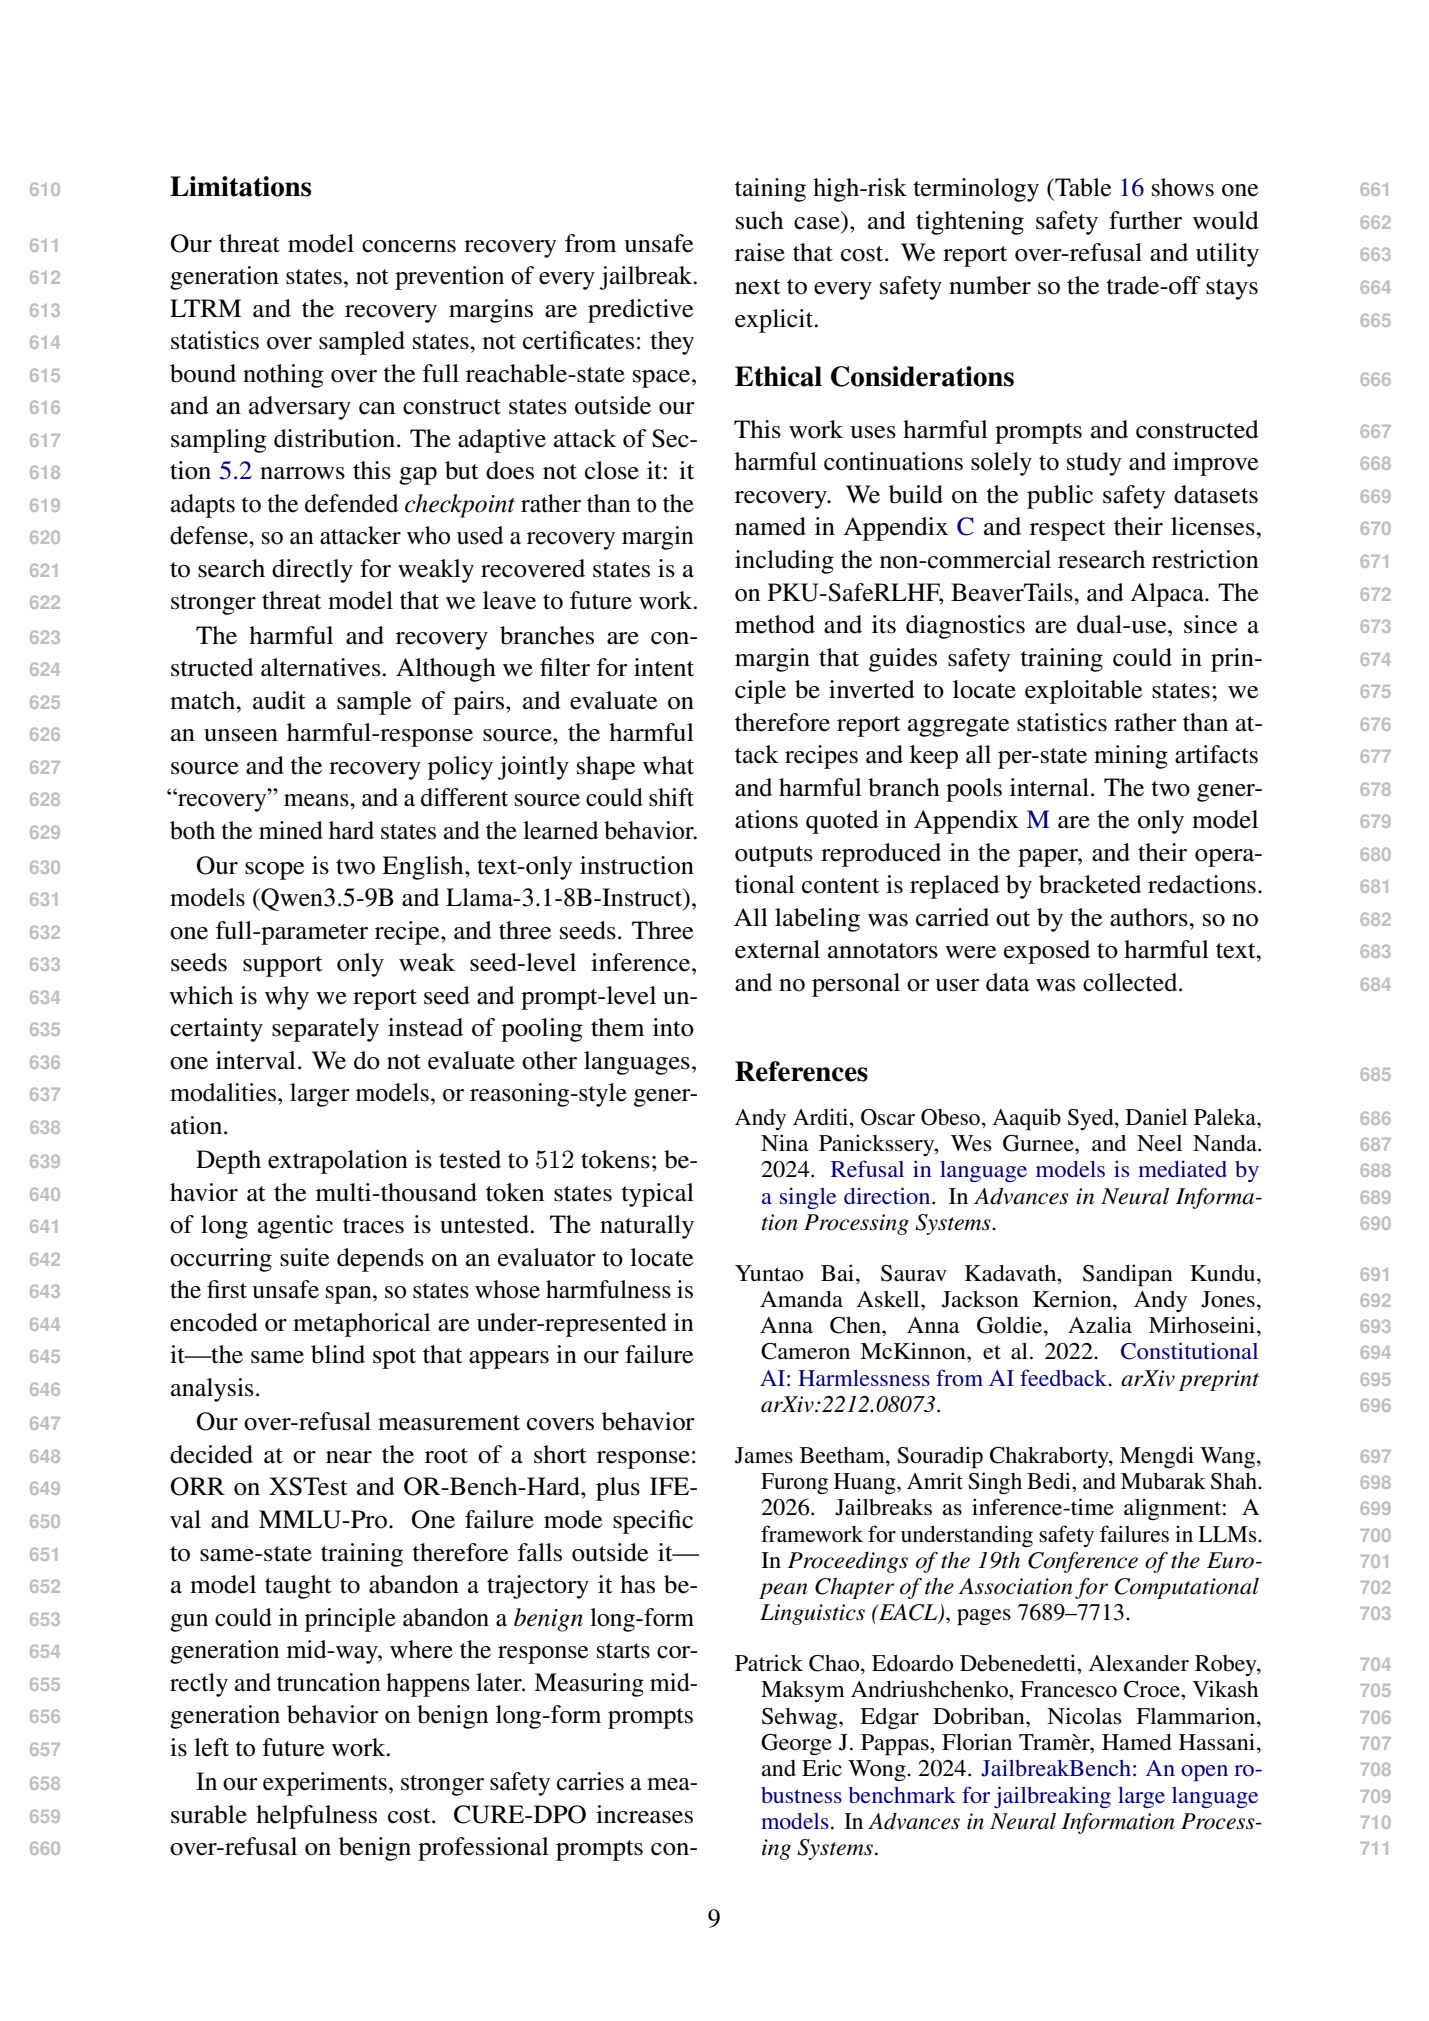 610
Limitations
611
Our threat model concerns recovery from unsafe
612
generation states, not prevention of every jailbreak.
613
LTRM and the recovery margins are predictive
614
statistics over sampled states, not certificates: they
615
bound nothing over the full reachable-state space,
616
and an adversary can construct states outside our
617
sampling distribution. The adaptive attack of Sec-
618
tion 5.2 narrows this gap but does not close it: it
619
adapts to the defended checkpoint rather than to the
620
defense, so an attacker who used a recovery margin
621
to search directly for weakly recovered states is a
622
stronger threat model that we leave to future work.
623
The harmful and recovery branches are con-
624
structed alternatives. Although we filter for intent
625
match, audit a sample of pairs, and evaluate on
626
an unseen harmful-response source, the harmful
627
source and the recovery policy jointly shape what
628
“recovery” means, and a different source could shift
629
both the mined hard states and the learned behavior.
630
Our scope is two English, text-only instruction
631
models (Qwen3.5-9B and Llama-3.1-8B-Instruct),
632
one full-parameter recipe, and three seeds. Three
633
seeds support only weak seed-level inference,
634
which is why we report seed and prompt-level un-
635
certainty separately instead of pooling them into
636
one interval. We do not evaluate other languages,
637
modalities, larger models, or reasoning-style gener-
638
ation.
639
Depth extrapolation is tested to 512 tokens; be-
640
havior at the multi-thousand token states typical
641
of long agentic traces is untested. The naturally
642
occurring suite depends on an evaluator to locate
643
the first unsafe span, so states whose harmfulness is
644
encoded or metaphorical are under-represented in
645
it—the same blind spot that appears in our failure
646
analysis.
647
Our over-refusal measurement covers behavior
648
decided at or near the root of a short response:
649
ORR on XSTest and OR-Bench-Hard, plus IFE-
650
val and MMLU-Pro. One failure mode specific
651
to same-state training therefore falls outside it—
652
a model taught to abandon a trajectory it has be-
653
gun could in principle abandon a benign long-form
654
generation mid-way, where the response starts cor-
655
rectly and truncation happens later. Measuring mid-
656
generation behavior on benign long-form prompts
657
is left to future work.
658
In our experiments, stronger safety carries a mea-
659
surable helpfulness cost. CURE-DPO increases
660
over-refusal on benign professional prompts con-
taining high-risk terminology (Table 16 shows one
661
such case), and tightening safety further would
662
raise that cost. We report over-refusal and utility
663
next to every safety number so the trade-off stays
664
explicit.
665
Ethical Considerations
666
This work uses harmful prompts and constructed
667
harmful continuations solely to study and improve
668
recovery. We build on the public safety datasets
669
named in Appendix C and respect their licenses,
670
including the non-commercial research restriction
671
on PKU-SafeRLHF, BeaverTails, and Alpaca. The
672
method and its diagnostics are dual-use, since a
673
margin that guides safety training could in prin-
674
ciple be inverted to locate exploitable states; we
675
therefore report aggregate statistics rather than at-
676
tack recipes and keep all per-state mining artifacts
677
and harmful branch pools internal. The two gener-
678
ations quoted in Appendix M are the only model
679
outputs reproduced in the paper, and their opera-
680
tional content is replaced by bracketed redactions.
681
All labeling was carried out by the authors, so no
682
external annotators were exposed to harmful text,
683
and no personal or user data was collected.
684
References
685
Andy Arditi, Oscar Obeso, Aaquib Syed, Daniel Paleka,
686
Nina Panickssery, Wes Gurnee, and Neel Nanda.
687
2024. Refusal in language models is mediated by
688
a single direction. In Advances in Neural Informa-
689
tion Processing Systems.
690
Yuntao Bai, Saurav Kadavath, Sandipan Kundu,
691
Amanda Askell, Jackson Kernion, Andy Jones,
692
Anna Chen, Anna Goldie, Azalia Mirhoseini,
693
Cameron McKinnon, et al. 2022. Constitutional
694
AI: Harmlessness from AI feedback. arXiv preprint
695
arXiv:2212.08073.
696
James Beetham, Souradip Chakraborty, Mengdi Wang,
697
Furong Huang, Amrit Singh Bedi, and Mubarak Shah.
698
2026. Jailbreaks as inference-time alignment: A
699
framework for understanding safety failures in LLMs.
700
In Proceedings of the 19th Conference of the Euro-
701
pean Chapter of the Association for Computational
702
Linguistics (EACL), pages 7689–7713.
703
Patrick Chao, Edoardo Debenedetti, Alexander Robey,
704
Maksym Andriushchenko, Francesco Croce, Vikash
705
Sehwag, Edgar Dobriban, Nicolas Flammarion,
706
George J. Pappas, Florian Tramèr, Hamed Hassani,
707
and Eric Wong. 2024. JailbreakBench: An open ro-
708
bustness benchmark for jailbreaking large language
709
models. In Advances in Neural Information Process-
710
ing Systems.
711
9